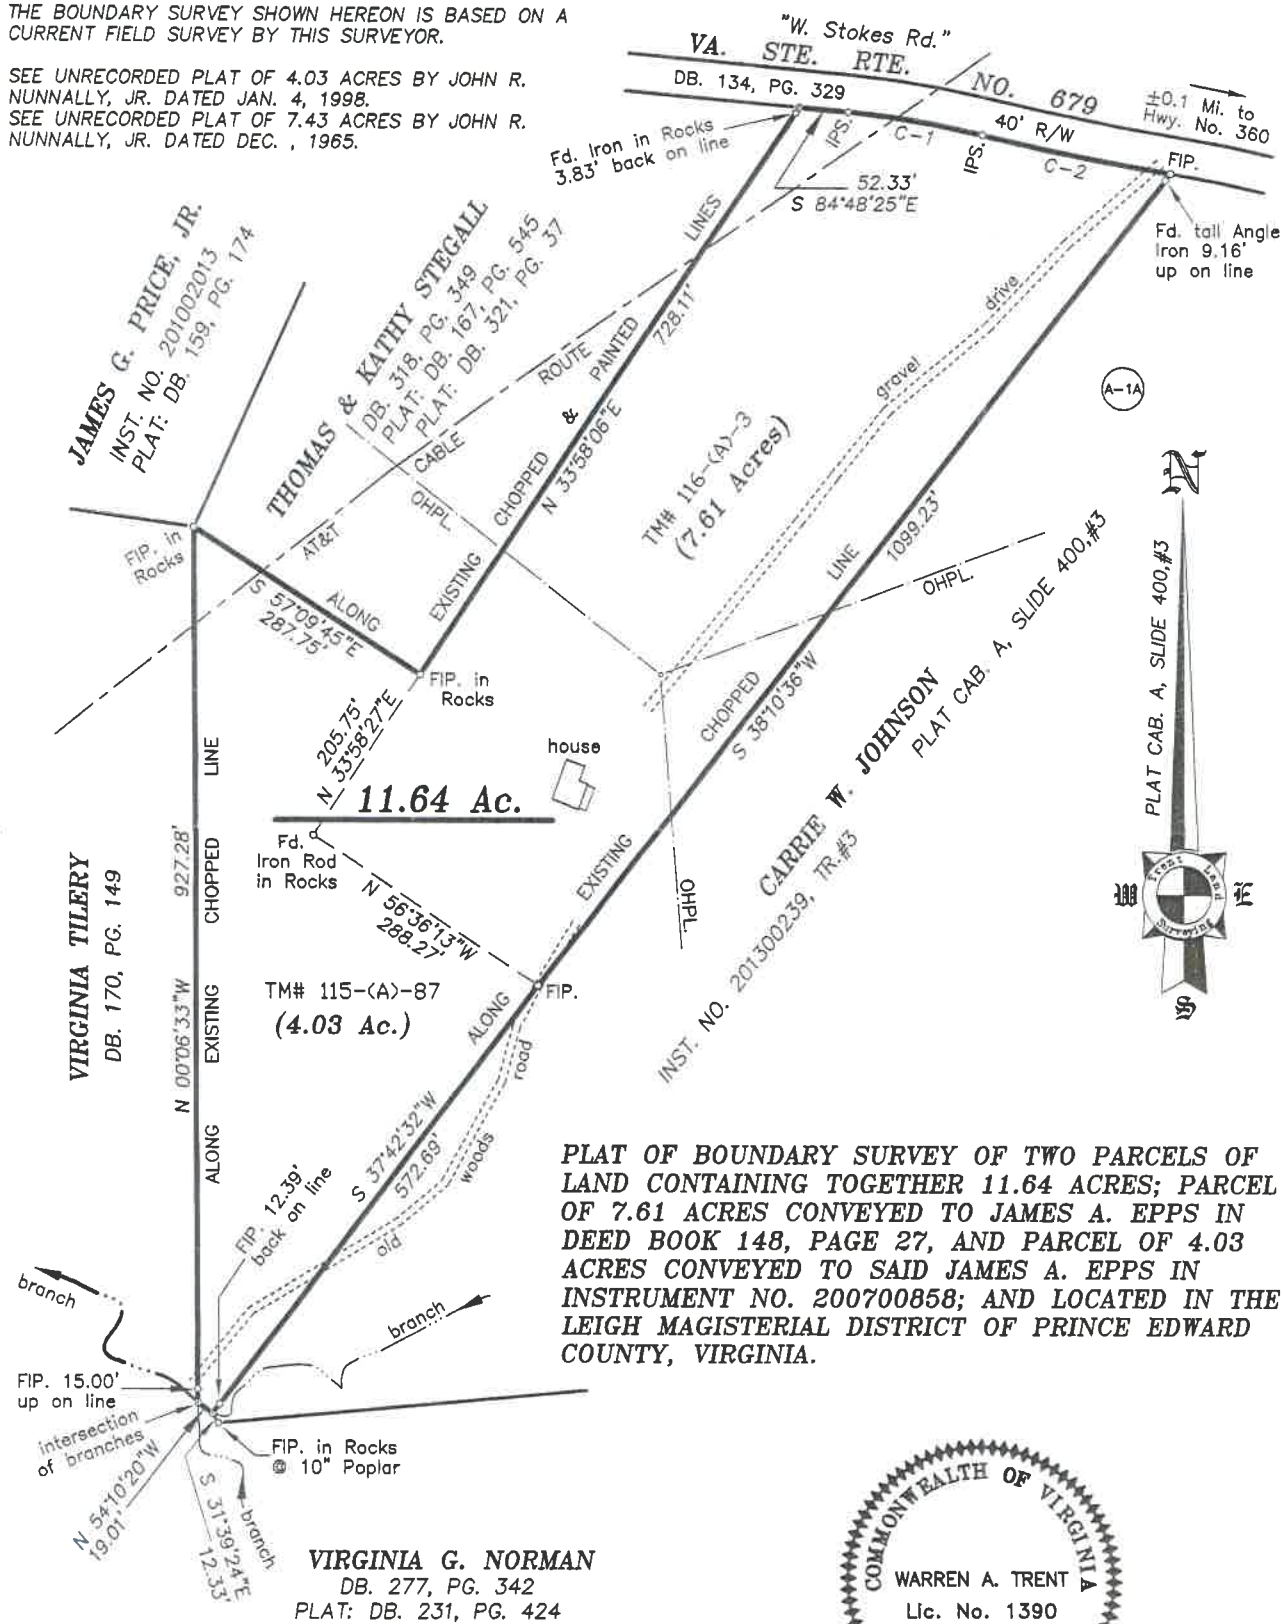 THE BOUNDARY SURVEY SHOWN HEREON IS BASED ON A
CURRENT FIELD SURVEY BY THIS SURVEYOR.
SEE UNRECORDED PLAT OF 4.03 ACRES BY JOHN R.
NUNNALLY, JR. DATED JAN. 4, 1998.
SEE UNRECORDED PLAT OF 7.43 ACRES BY JOHN R.
NUNNALLY, JR. DATED DEC. , 1965.
"W. Stokes Rd."
VA. STE. RTE. NO. 679
DB. 134, PG. 329
±0.1 Mi. to
Hwy. No. 360
40' R/W
Fd. Iron in Rocks
3.83' back on line
IPS.
C-1
IPS.
C-2
FIP.
52.33'
S 84°48'25"E
Fd. tall Angle
Iron 9.16'
up on line
JAMES G. PRICE, JR.
INST. NO. 201002013
PLAT: DB. 159, PG. 174
THOMAS & KATHY STEGALL
DB. 318, PG. 349
PLAT: DB. 167, PG. 545
PLAT: DB. 321, PG. 37
AT&T CABLE ROUTE
OHPL.
EXISTING CHOPPED & PAINTED LINES
N 33°58'06"E
728.11'
TM# 116-(A)-3
(7.61 Acres)
gravel drive
A-1A
N
PLAT CAB. A, SLIDE 400,#3
W
E
Trent Land
Surveying
S
FIP. in
Rocks
ALONG
S 57°09'45"E
287.75'
FIP. in
Rocks
205.75'
N 33°58'27"E
11.64 Ac.
house
Fd.
Iron Rod
in Rocks
N 56°36'13"W
288.27'
FIP.
ALONG EXISTING CHOPPED LINE
S 38°10'36"W
1099.23'
OHPL.
OHPL.
CARRIE W. JOHNSON
PLAT CAB. A, SLIDE 400,#3
INST. NO. 201300239, TR.#3
VIRGINIA TILERY
DB. 170, PG. 149
ALONG EXISTING CHOPPED LINE
N 00°06'33"W
927.28'
TM# 115-(A)-87
(4.03 Ac.)
S 37°42'32"W
572.69'
old woods road
FIP. 12.39'
back on line
branch
branch
FIP. 15.00'
up on line
intersection
of branches
FIP. in Rocks
@ 10" Poplar
N 54°10'20"W
19.01'
S 31°39'24"E
12.33'
branch
PLAT OF BOUNDARY SURVEY OF TWO PARCELS OF
LAND CONTAINING TOGETHER 11.64 ACRES; PARCEL
OF 7.61 ACRES CONVEYED TO JAMES A. EPPS IN
DEED BOOK 148, PAGE 27, AND PARCEL OF 4.03
ACRES CONVEYED TO SAID JAMES A. EPPS IN
INSTRUMENT NO. 200700858; AND LOCATED IN THE
LEIGH MAGISTERIAL DISTRICT OF PRINCE EDWARD
COUNTY, VIRGINIA.
VIRGINIA G. NORMAN
DB. 277, PG. 342
PLAT: DB. 231, PG. 424
COMMONWEALTH OF VIRGINIA
WARREN A. TRENT
Lic. No. 1390